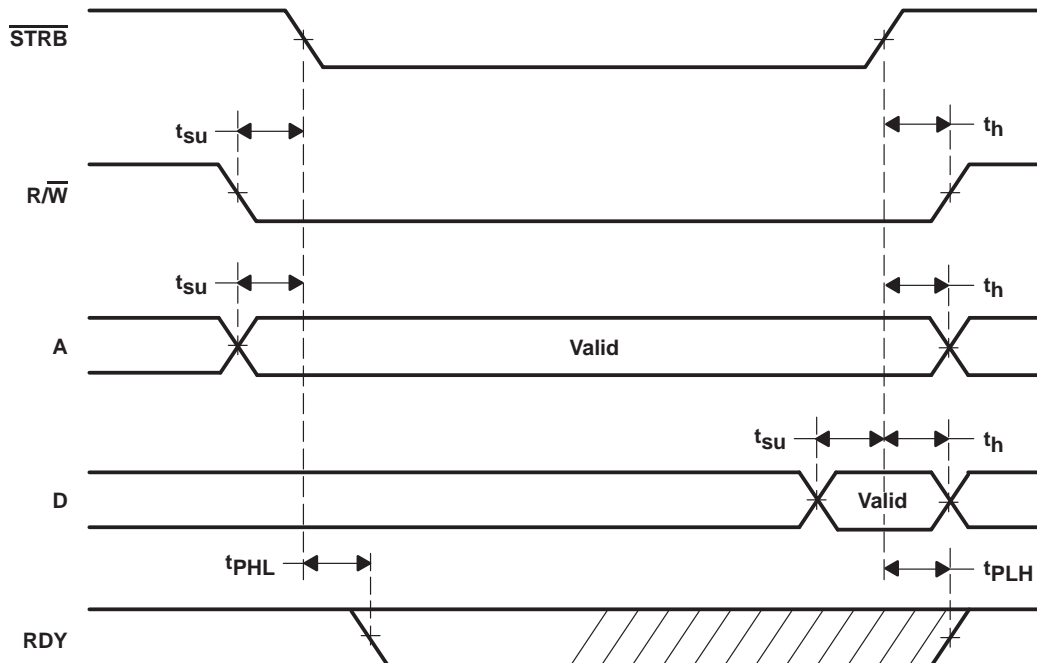 STRB
tsu
th
R/W
tsu
th
A
Valid
tsu
th
D
Valid
tPHL
tPLH
RDY